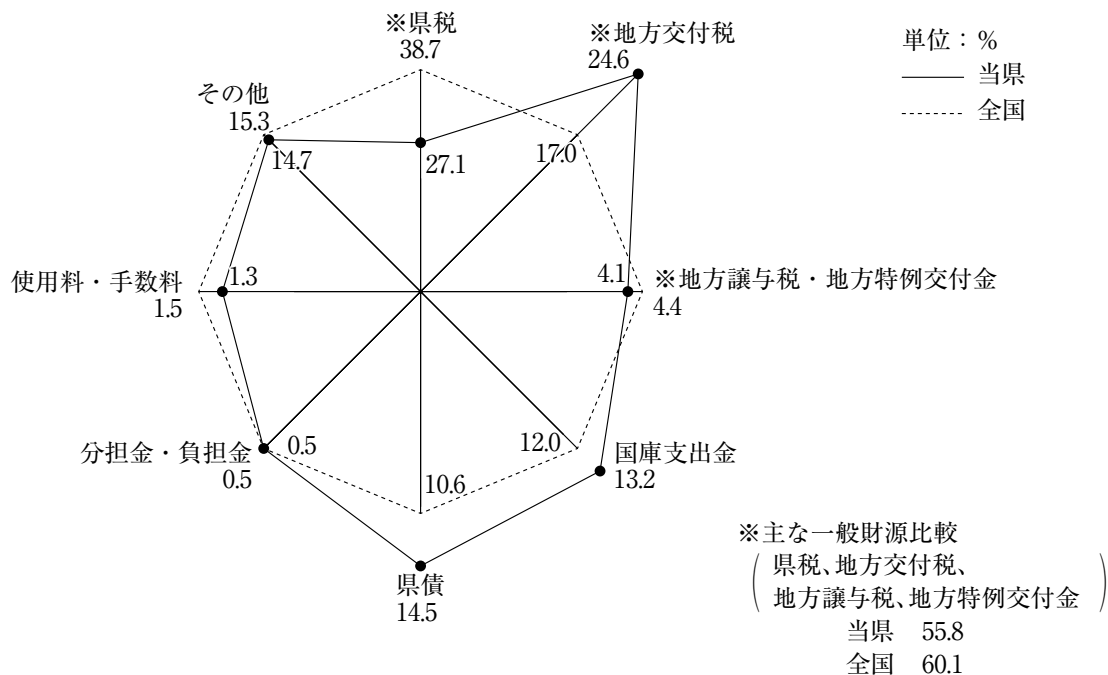 ※県税
38.7
※地方交付税
24.6
単位：%
当県
全国
その他
15.3
14.7
27.1
17.0
使用料・手数料
1.5
1.3
4.1
※地方譲与税・地方特例交付金
4.4
分担金・負担金
0.5
0.5
12.0
国庫支出金
13.2
10.6
県債
14.5
※主な一般財源比較
(県税、地方交付税、
地方譲与税、地方特例交付金)
当県 55.8
全国 60.1